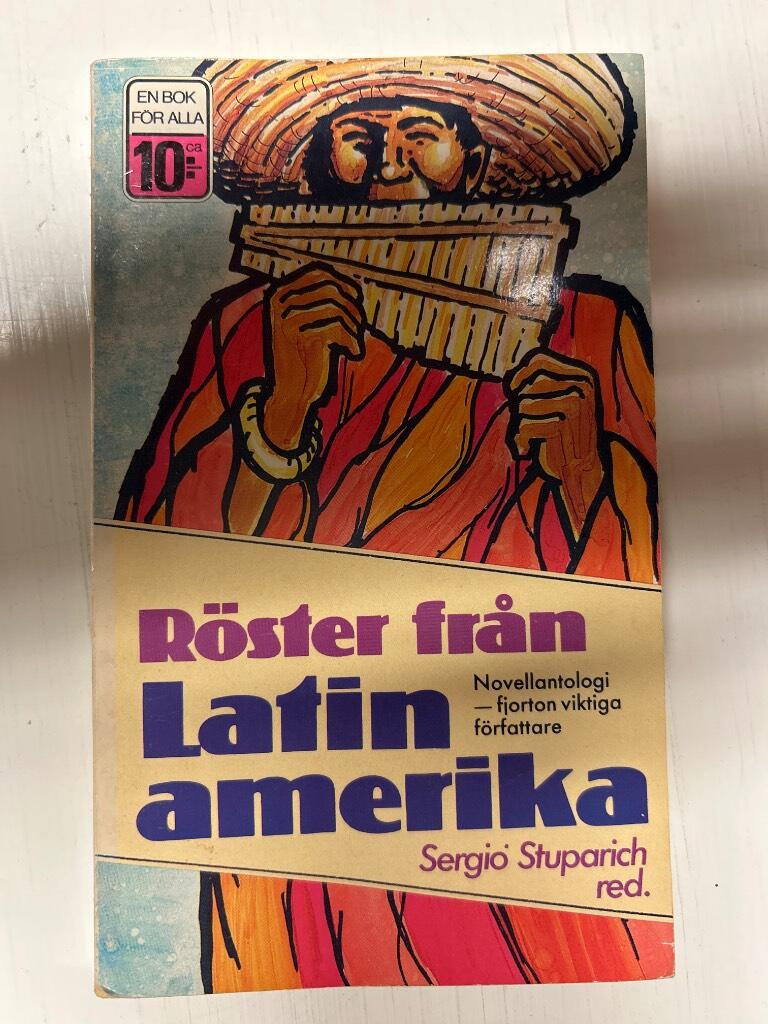 EN BOK
FÖR ALLA
ca
10:-
Röster från
Latin
amerika
Novellantologi
— fjorton viktiga
författare
Sergio Stuparich
red.